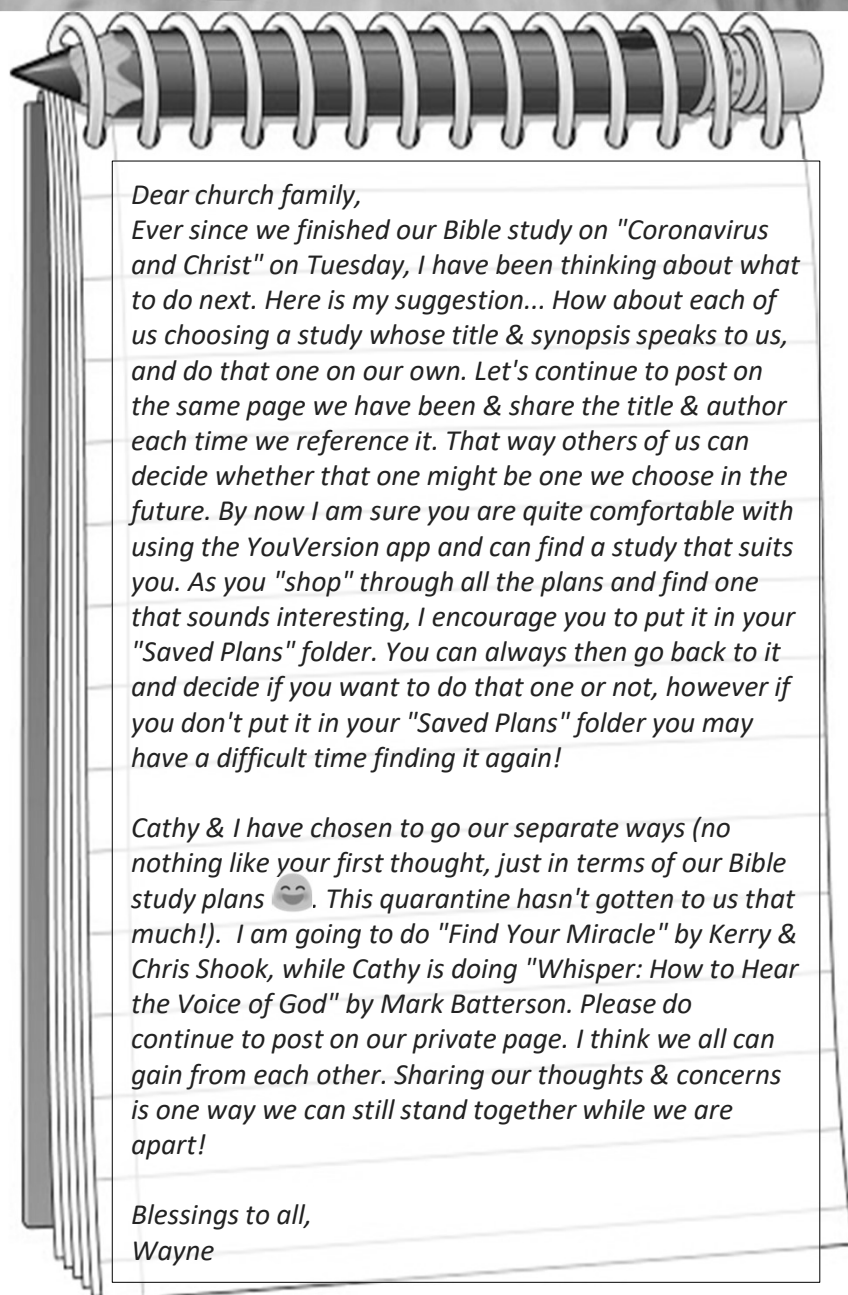 Dear church family,
Ever since we finished our Bible study on "Coronavirus
and Christ" on Tuesday, I have been thinking about what
to do next. Here is my suggestion... How about each of
us choosing a study whose title & synopsis speaks to us,
and do that one on our own. Let's continue to post on
the same page we have been & share the title & author
each time we reference it. That way others of us can
decide whether that one might be one we choose in the
future. By now I am sure you are quite comfortable with
using the YouVersion app and can find a study that suits
you. As you "shop" through all the plans and find one
that sounds interesting, I encourage you to put it in your
"Saved Plans" folder. You can always then go back to it
and decide if you want to do that one or not, however if
you don't put it in your "Saved Plans" folder you may
have a difficult time finding it again!
Cathy & I have chosen to go our separate ways (no
nothing like your first thought, just in terms of our Bible
study plans 😄. This quarantine hasn't gotten to us that
much!).  I am going to do "Find Your Miracle" by Kerry &
Chris Shook, while Cathy is doing "Whisper: How to Hear
the Voice of God" by Mark Batterson. Please do
continue to post on our private page. I think we all can
gain from each other. Sharing our thoughts & concerns
is one way we can still stand together while we are
apart!
Blessings to all,
Wayne